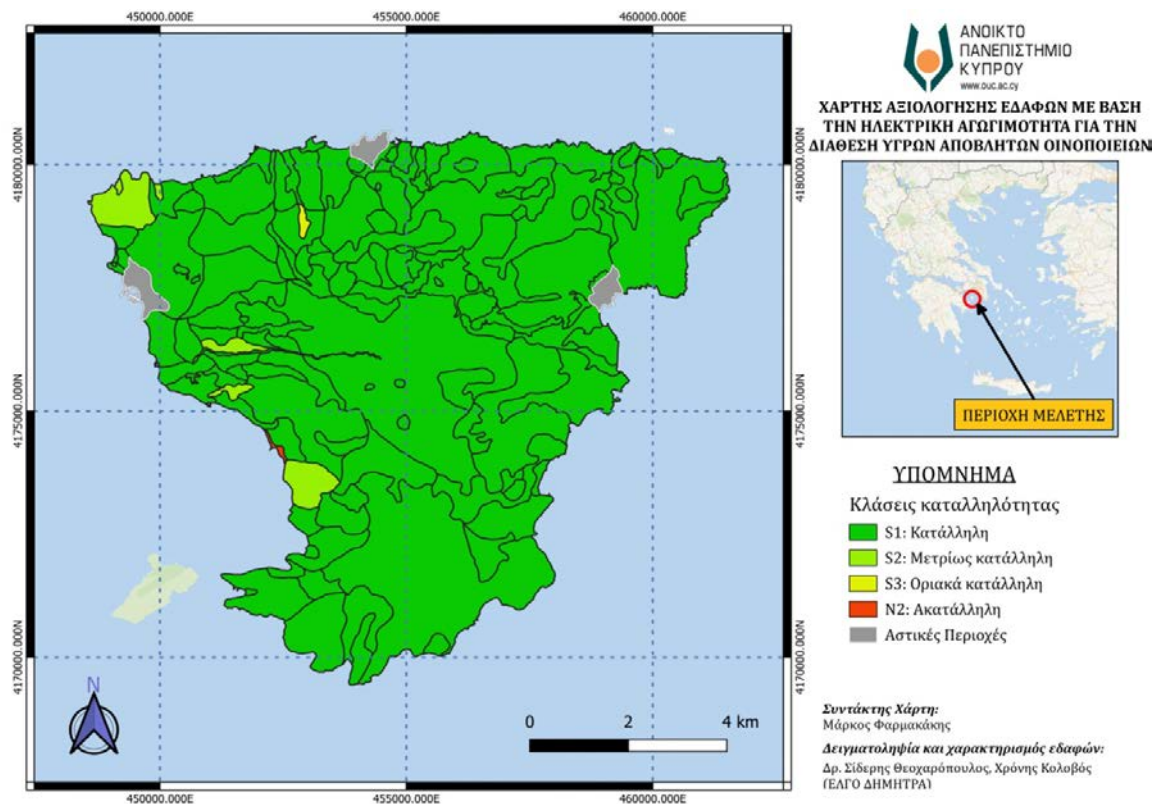 450000.000E
455000.000E
460000.000E
4180000.000N
4175000.000N
4170000.000N
4180000.000N
4175000.000N
4170000.000N
N
0 2 4 km
450000.000E
455000.000E
460000.000E
ΑΝΟΙΚΤΟ
ΠΑΝΕΠΙΣΤΗΜΙΟ
ΚΥΠΡΟΥ
www.ouc.ac.cy
ΧΑΡΤΗΣ ΑΞΙΟΛΟΓΗΣΗΣ ΕΔΑΦΩΝ ΜΕ ΒΑΣΗ
ΤΗΝ ΗΛΕΚΤΡΙΚΗ ΑΓΩΓΙΜΟΤΗΤΑ ΓΙΑ ΤΗΝ
ΔΙΑΘΕΣΗ ΥΓΡΩΝ ΑΠΟΒΛΗΤΩΝ ΟΙΝΟΠΟΙΕΙΩΝ
ΠΕΡΙΟΧΗ ΜΕΛΕΤΗΣ
ΥΠΟΜΝΗΜΑ
Κλάσεις καταλληλότητας
S1: Κατάλληλη
S2: Μετρίως κατάλληλη
S3: Οριακά κατάλληλη
N2: Ακατάλληλη
Αστικές Περιοχές
Συντάκτης Χάρτη:
Μάρκος Φαρμακάκης
Δειγματοληψία και χαρακτηρισμός εδαφών:
Δρ. Σίδερης Θεοχαρόπουλος, Χρόνης Κολοβός
(ΕΛΓΟ ΔΗΜΗΤΡΑ)